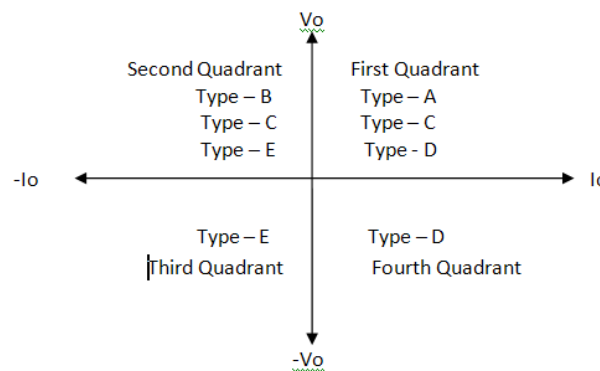 Vo
Second Quadrant First Quadrant
Type – B Type – A
Type – C Type – C
Type – E Type - D
-Io Io
Type – E Type – D
Third Quadrant Fourth Quadrant
-Vo